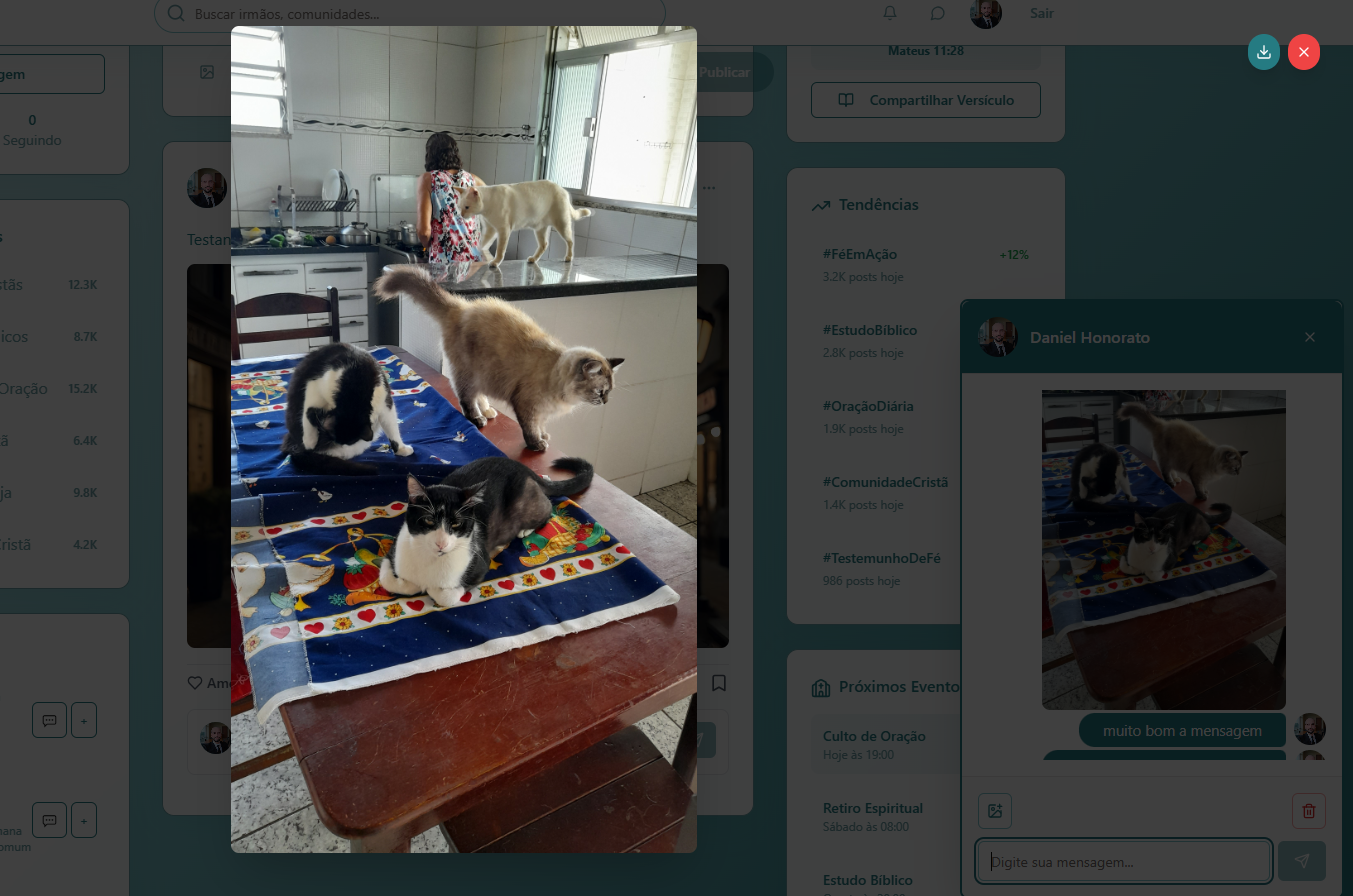 Buscar irmãos, comunidades...
Sair
gem
0
Seguindo
Publicar
Mateus 11:28
Compartilhar Versículo
s
stãs 12.3K
icos 8.7K
Oração 15.2K
ã 6.4K
ja 9.8K
Cristã 4.2K
ana
omum
Testan
Ame
Tendências
#FéEmAção +12%
3.2K posts hoje
#EstudoBíblico
2.8K posts hoje
#OraçãoDiária
1.9K posts hoje
#ComunidadeCristã
1.4K posts hoje
#TestemunhoDeFé
986 posts hoje
Próximos Evento
Culto de Oração
Hoje às 19:00
Retiro Espiritual
Sábado às 08:00
Estudo Bíblico
Daniel Honorato
muito bom a mensagem
Digite sua mensagem...